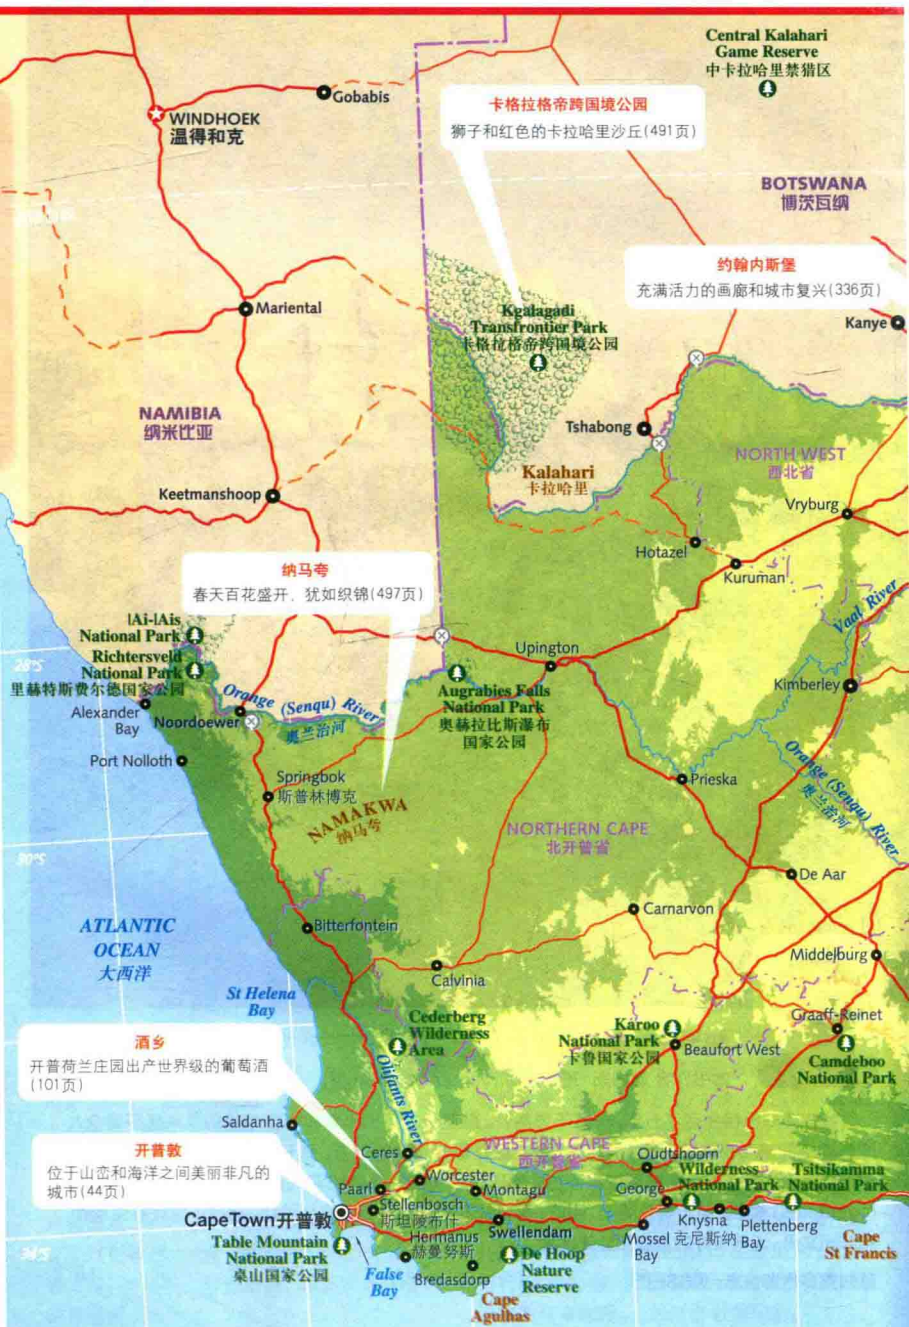 Central Kalahari
Game Reserve
中卡拉哈里禁猎区
Gobabis
WINDHOEK
温得和克
卡格拉格帝跨国境公园
狮子和红色的卡拉哈里沙丘(491页)
BOTSWANA
博茨瓦纳
约翰内斯堡
充满活力的画廊和城市复兴(336页)
Mariental
Kgalagadi
Transfrontier Park
卡格拉格帝跨国境公园
Kanye
NAMIBIA
纳米比亚
Tshabong
Kalahari
卡拉哈里
NORTH WEST
西北省
Keetmanshoop
Vryburg
Hotazel
Kuruman
纳马夸
春天百花盛开、犹如织锦(497页)
Vaal River
|Ai-|Ais
National Park
Richtersveld
National Park
里赫特斯费尔德国家公园
28°S
Upington
Augrabies Falls
National Park
奥赫拉比斯瀑布
国家公园
Kimberley
Alexander
Bay
Noordoewer
Orange (Senqu) River
奥兰治河
Port Nolloth
Springbok
斯普林博克
Prieska
Orange (Senqu) River
奥兰治河
NAMAKWA
纳马夸
NORTHERN CAPE
北开普省
30°S
De Aar
Carnarvon
ATLANTIC
OCEAN
大西洋
Bitterfontein
Middelburg
Calvinia
St Helena
Bay
Cederberg
Wilderness
Area
Karoo
National Park
卡鲁国家公园
Beaufort West
Graaff-Reinet
Camdeboo
National Park
酒乡
开普荷兰庄园出产世界级的葡萄酒
(101页)
Olifants River
Saldanha
开普敦
位于山峦和海洋之间美丽非凡的
城市(44页)
Ceres
WESTERN CAPE
西开普省
Oudtshoorn
Worcester
Paarl
Montagu
George
Wilderness
National Park
Tsitsikamma
National Park
Stellenbosch
斯坦陵布什
Cape Town开普敦
Swellendam
Knysna
克尼斯纳
Plettenberg
Bay
Mossel
Bay
Cape
St Francis
34°S
Table Mountain
National Park
桌山国家公园
Hermanus
赫曼努斯
False
Bay
Bredasdorp
De Hoop
Nature
Reserve
Cape
Agulhas